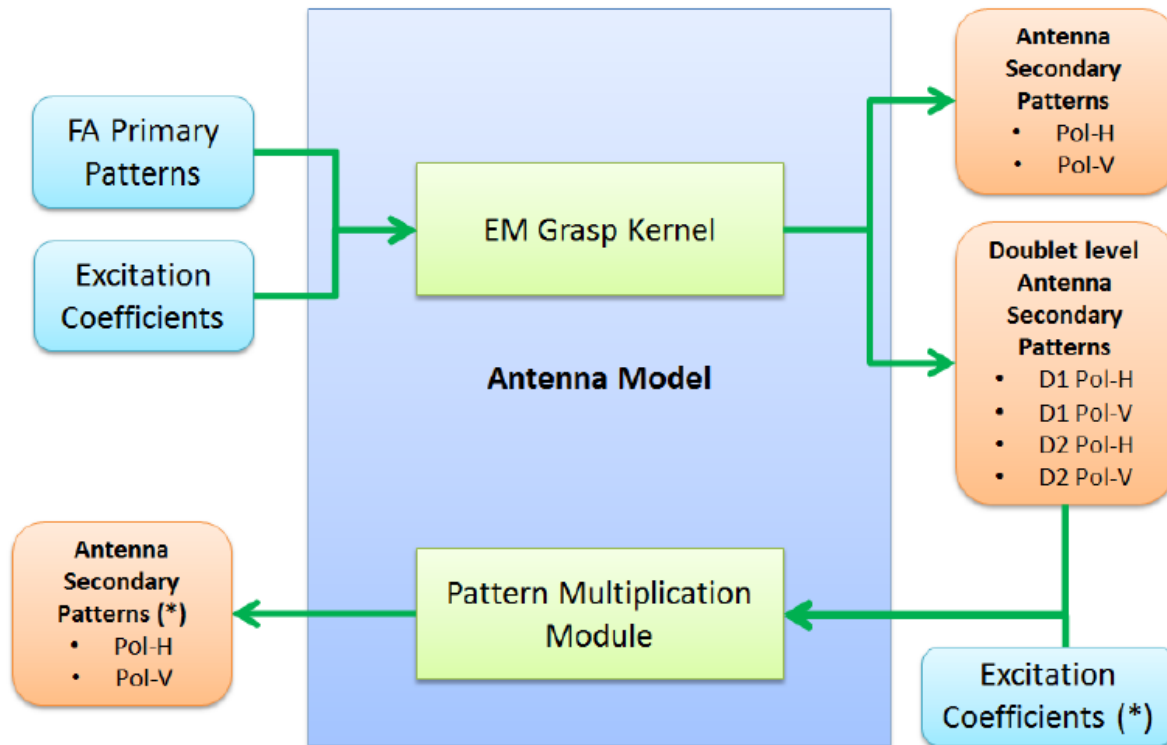 FA Primary
Patterns
Excitation
Coefficients
EM Grasp Kernel
Antenna Model
Antenna
Secondary
Patterns
• Pol-H
• Pol-V
Doublet level
Antenna
Secondary
Patterns
• D1 Pol-H
• D1 Pol-V
• D2 Pol-H
• D2 Pol-V
Excitation
Coefficients (*)
Pattern Multiplication
Module
Antenna
Secondary
Patterns (*)
• Pol-H
• Pol-V